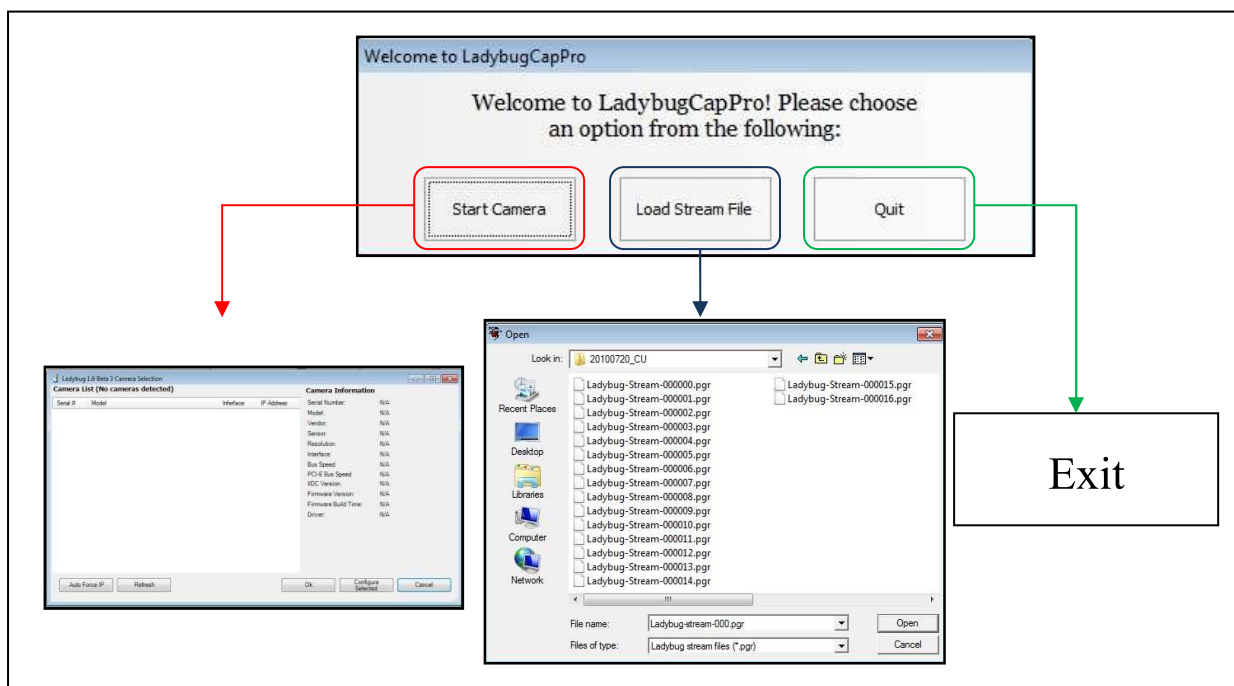 Welcome to LadybugCapPro
Welcome to LadybugCapPro! Please choose
an option from the following:
Start Camera
Load Stream File
Quit
Ladybug 1.6 Beta 3 Camera Selection
Camera List (No cameras detected)
Serial # Model Interface IP Address
Camera Information
Serial Number: N/A
Model: N/A
Vendor: N/A
Sensor: N/A
Resolution: N/A
Interface: N/A
Bus Speed: N/A
PCI-E Bus Speed N/A
IIDC Version: N/A
Firmware Version: N/A
Firmware Build Time: N/A
Driver: N/A
Auto Force IP
Refresh
Ok
Configure
Selected
Cancel
Open
Look in: 20100720_CU
Recent Places
Desktop
Libraries
Computer
Network
Ladybug-Stream-000000.pgr
Ladybug-Stream-000001.pgr
Ladybug-Stream-000002.pgr
Ladybug-Stream-000003.pgr
Ladybug-Stream-000004.pgr
Ladybug-Stream-000005.pgr
Ladybug-Stream-000006.pgr
Ladybug-Stream-000007.pgr
Ladybug-Stream-000008.pgr
Ladybug-Stream-000009.pgr
Ladybug-Stream-000010.pgr
Ladybug-Stream-000011.pgr
Ladybug-Stream-000012.pgr
Ladybug-Stream-000013.pgr
Ladybug-Stream-000014.pgr
Ladybug-Stream-000015.pgr
Ladybug-Stream-000016.pgr
File name: Ladybug-stream-000.pgr
Open
Files of type: Ladybug stream files (*.pgr)
Cancel
Exit